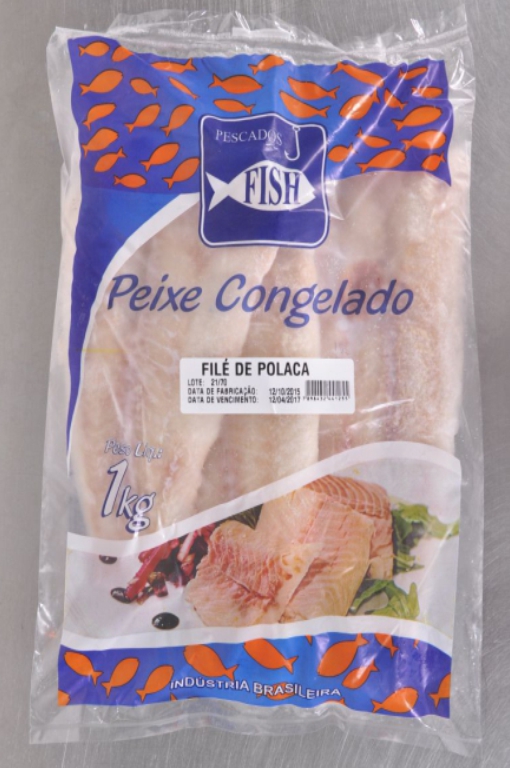 PESCADOS
FISH
Peixe Congelado
FILÉ DE POLACA
LOTE: 21/70
DATA DE FABRICAÇÃO: 12/10/2015
DATA DE VENCIMENTO: 12/04/2017
Peso Líq.:
1kg
INDÚSTRIA BRASILEIRA